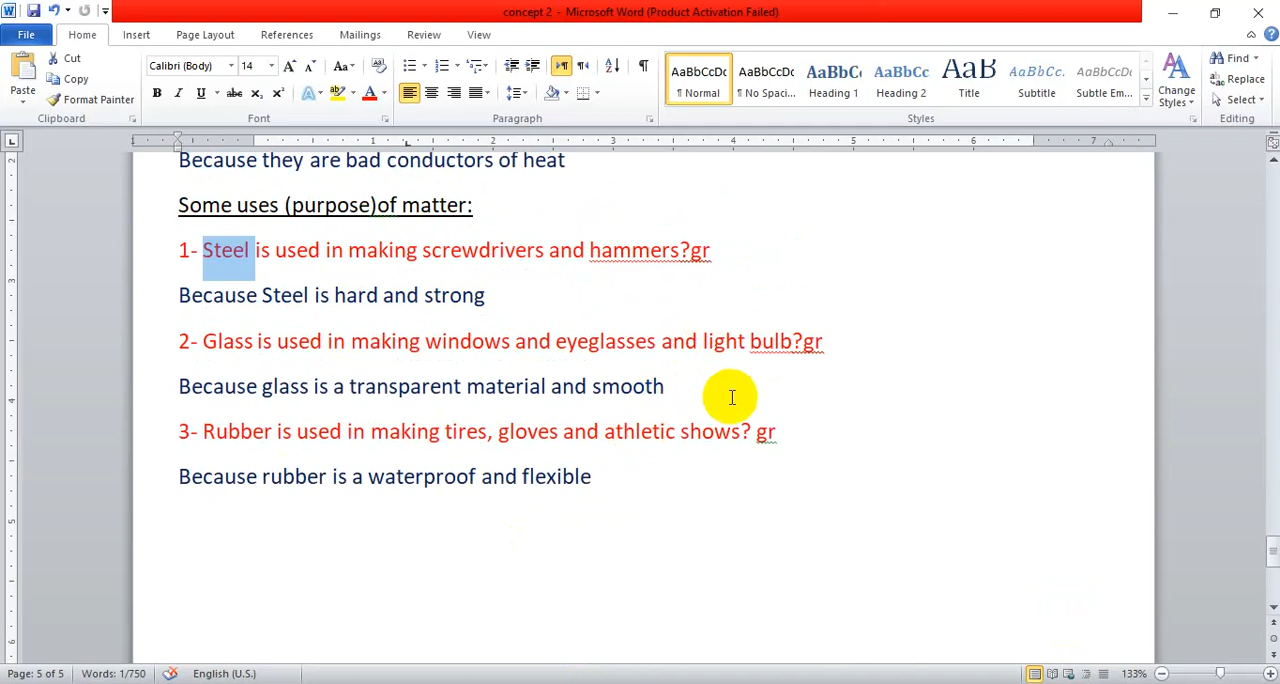 concept 2 - Microsoft Word (Product Activation Failed)
File Home Insert Page Layout References Mailings Review View
Paste
Cut
Copy
Format Painter
Clipboard
Calibri (Body) 14
Font
Paragraph
AaBbCcDc AaBbCcDc AaBbCc AaBbCc AaB AaBbCc. AaBbCcDc
¶ Normal ¶ No Spaci... Heading 1 Heading 2 Title Subtitle Subtle Em...
Change Styles
Styles
Find
Replace
Select
Editing
Because they are bad conductors of heat
Some uses (purpose)of matter:
1- Steel is used in making screwdrivers and hammers?gr
Because Steel is hard and strong
2- Glass is used in making windows and eyeglasses and light bulb?gr
Because glass is a transparent material and smooth
3- Rubber is used in making tires, gloves and athletic shows? gr
Because rubber is a waterproof and flexible
Page: 5 of 5 Words: 1/750 English (U.S.) 133%